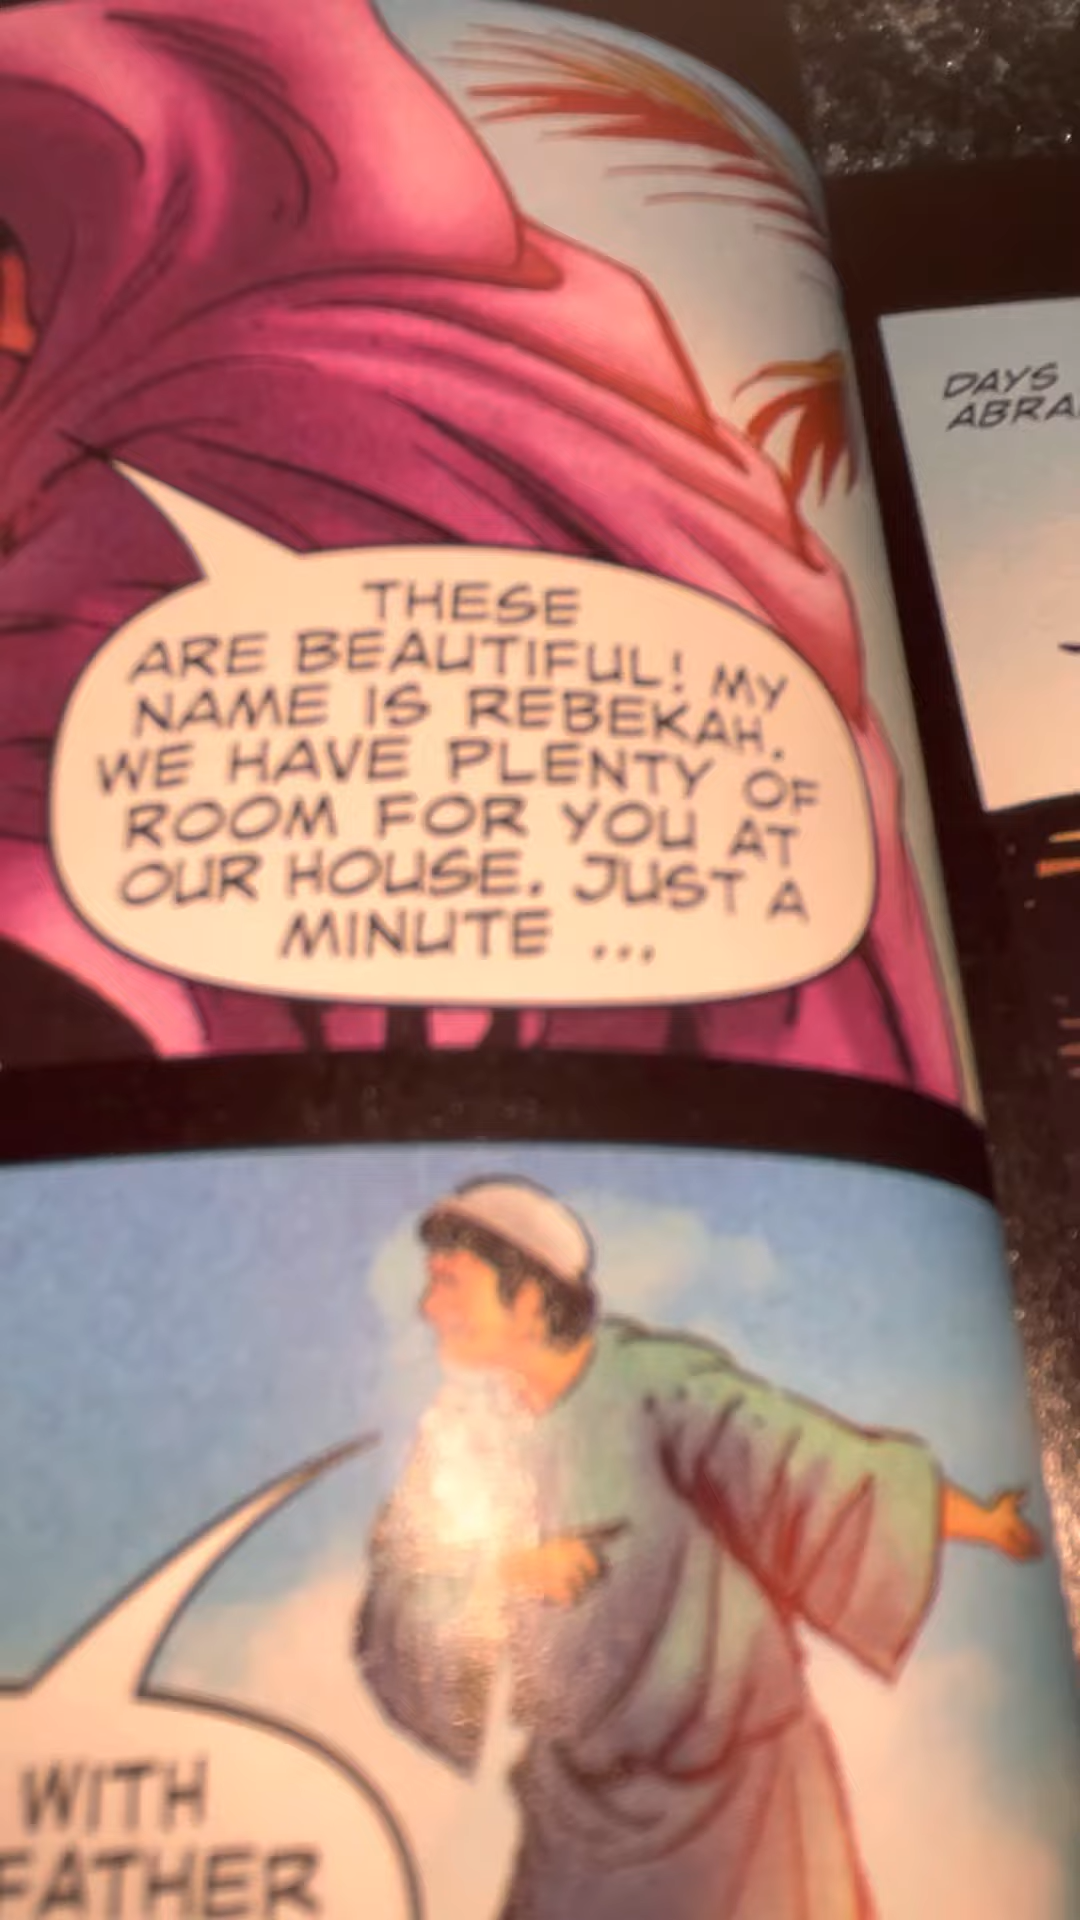 THESE
ARE BEAUTIFUL! MY
NAME IS REBEKAH.
WE HAVE PLENTY OF
ROOM FOR YOU AT
OUR HOUSE. JUST A
MINUTE ...
WITH
FATHER
DAYS